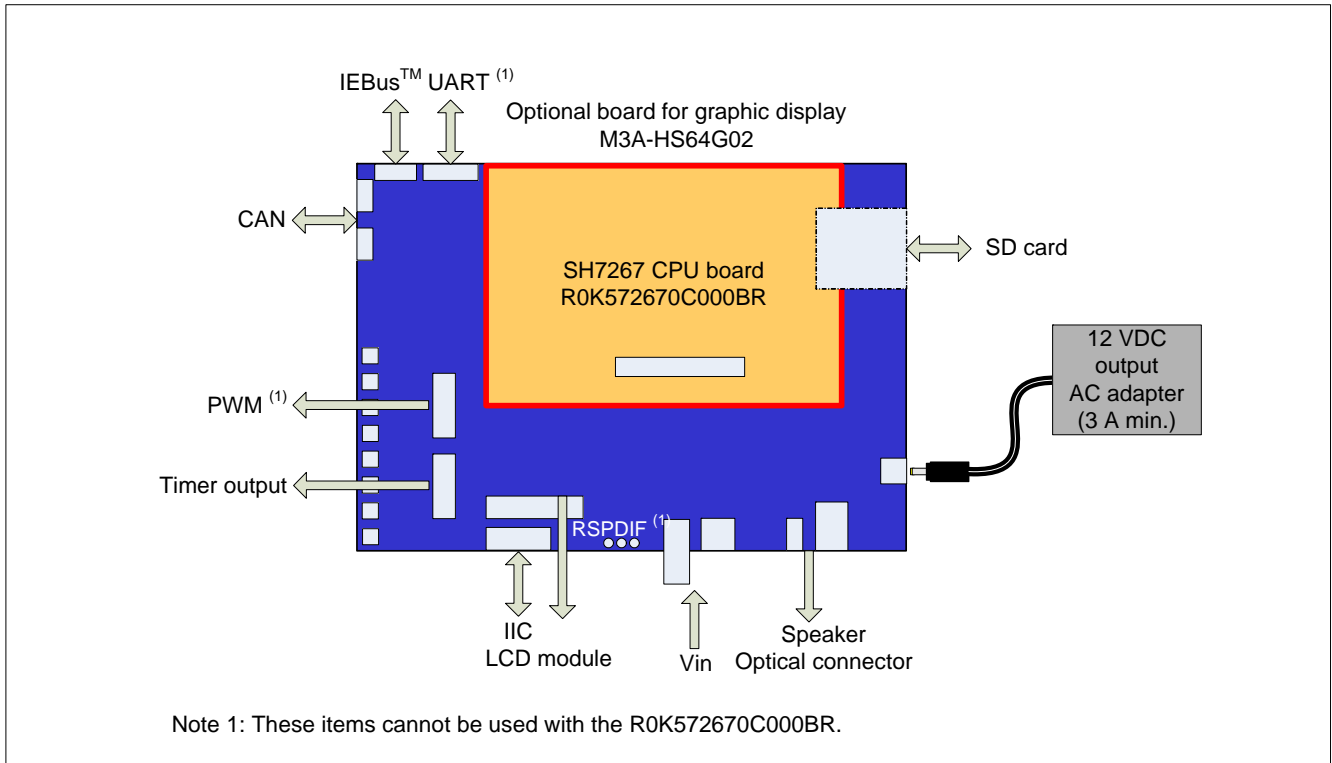 IEBus™ UART (1)
Optional board for graphic display
M3A-HS64G02
CAN
SD card
SH7267 CPU board
R0K572670C000BR
12 VDC
output
AC adapter
(3 A min.)
PWM (1)
Timer output
RSPDIF (1)
IIC
LCD module
Vin
Speaker
Optical connector
Note 1: These items cannot be used with the R0K572670C000BR.